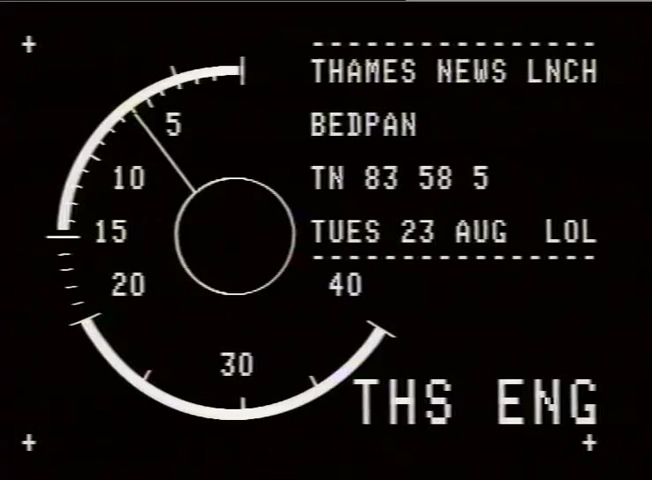 THAMES NEWS LNCH
BEDPAN
TN 83 58 5
TUES 23 AUG LOL
5
10
15
20
30
40
THS ENG